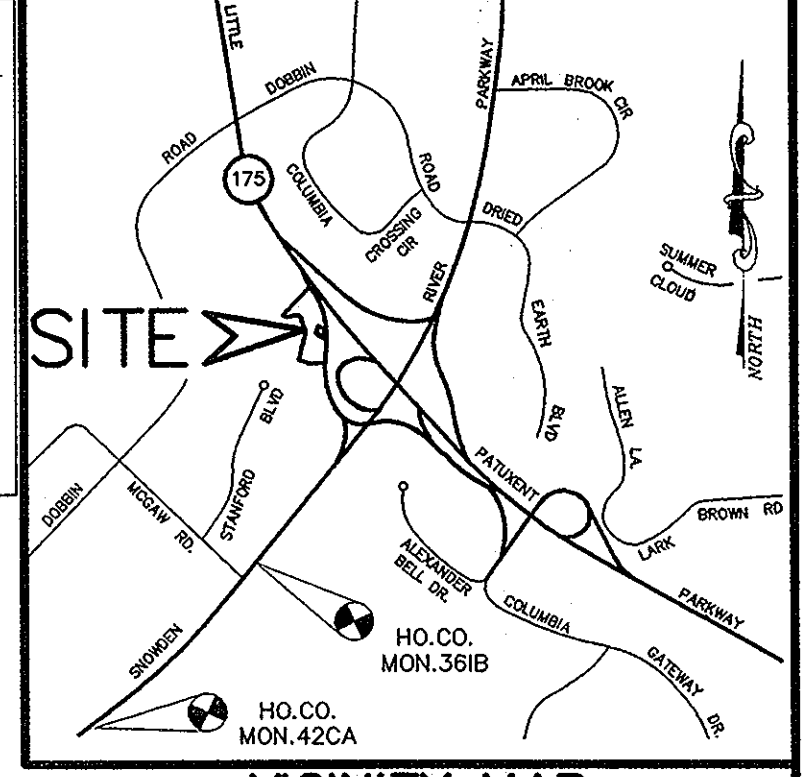 LITTLE
PARKWAY
DOBBIN
ROAD
APRIL BROOK
CIR
175
ROAD
COLUMBIA
CROSSING
CIR
DRIED
SUMMER
CLOUD
RIVER
EARTH
BLVD
SITE
NORTH
ALLEN LA.
BLVD
STANFORD
DOBBIN
MCGAW RD.
PATUXENT
BROWN RD
LARK
ALEXANDER
BELL DR.
COLUMBIA
PARKWAY
GATEWAY
DR.
SNOWDEN
HO.CO.
MON.36IB
HO.CO.
MON.42CA